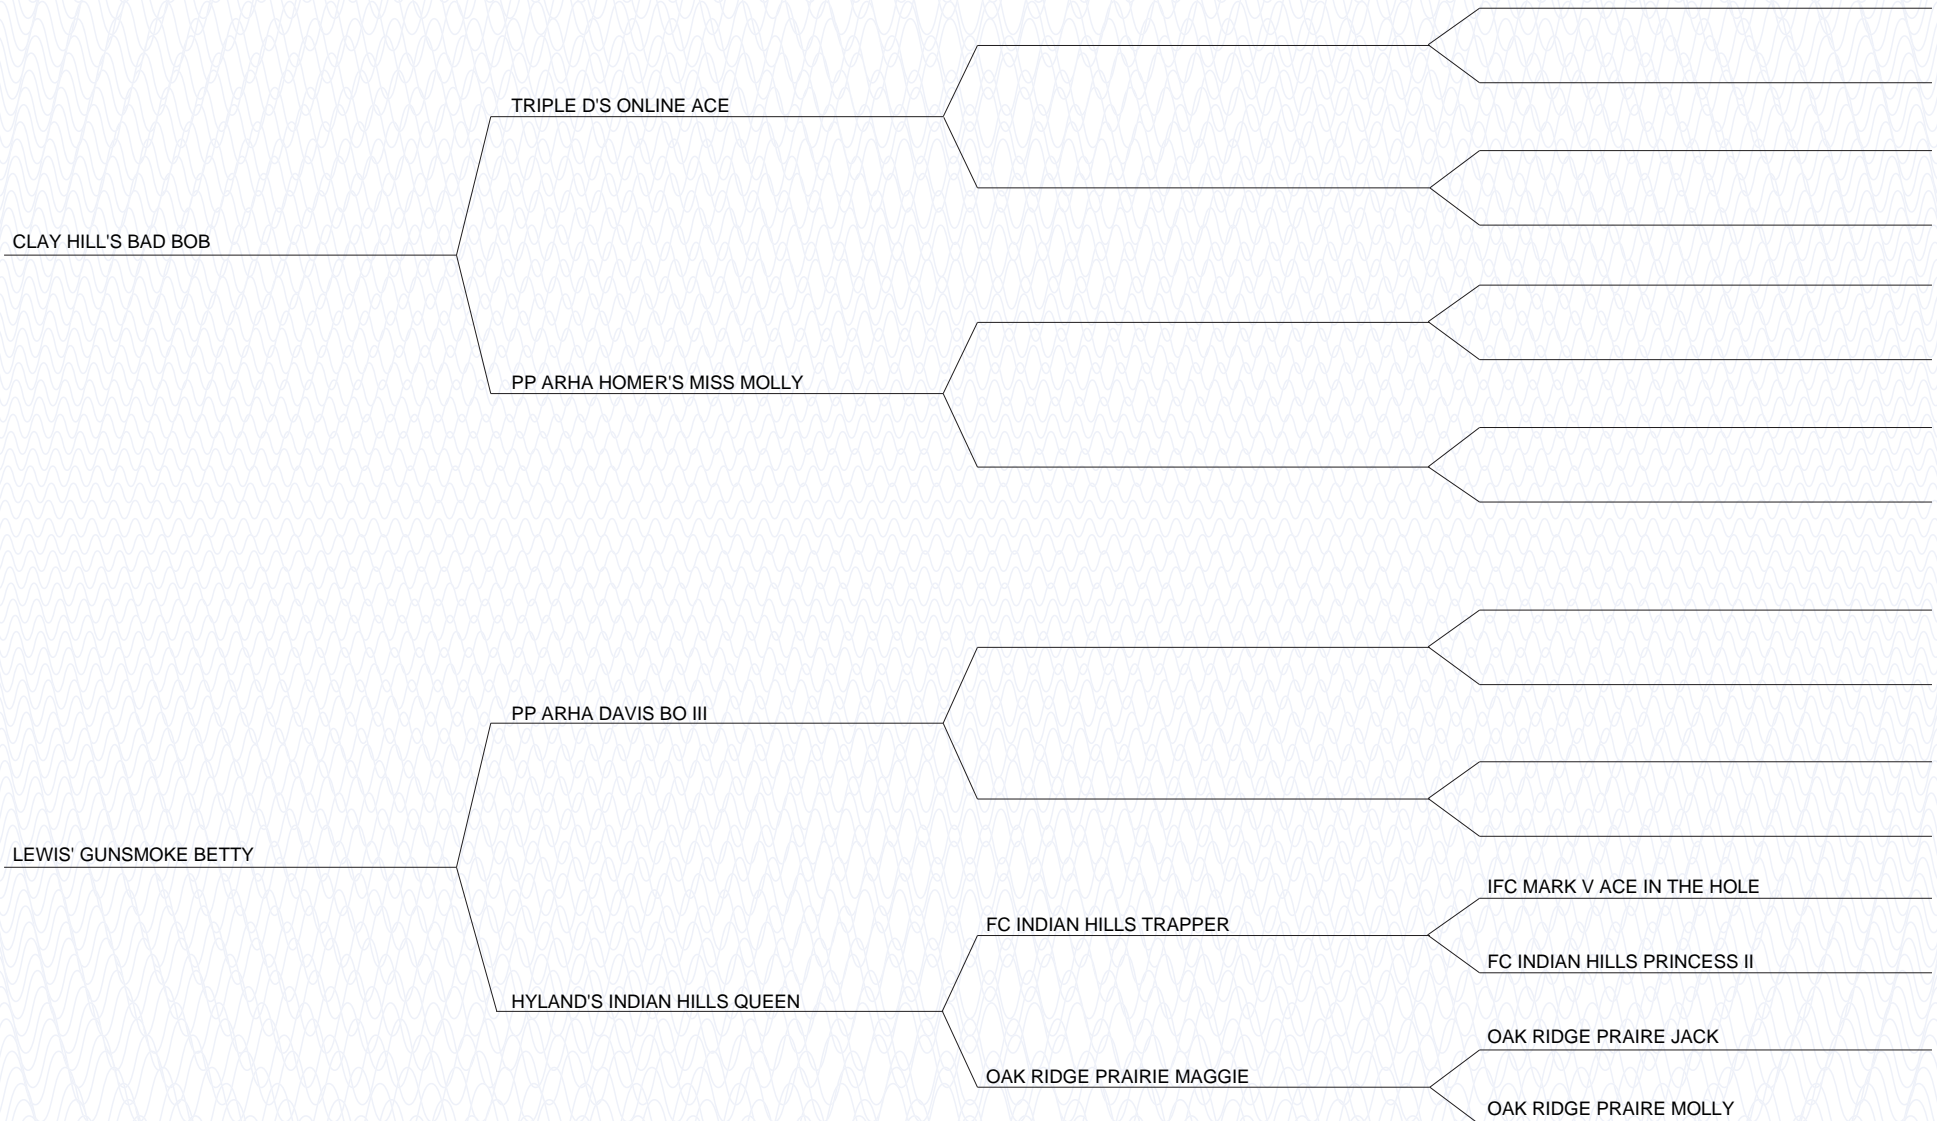 TRIPLE D'S ONLINE ACE
CLAY HILL'S BAD BOB
PP ARHA HOMER'S MISS MOLLY
PP ARHA DAVIS BO III
LEWIS' GUNSMOKE BETTY
IFC MARK V ACE IN THE HOLE
FC INDIAN HILLS TRAPPER
FC INDIAN HILLS PRINCESS II
HYLAND'S INDIAN HILLS QUEEN
OAK RIDGE PRAIRE JACK
OAK RIDGE PRAIRIE MAGGIE
OAK RIDGE PRAIRE MOLLY